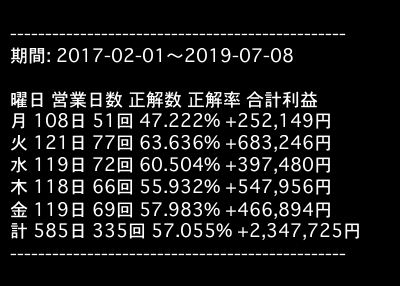 ------------------------------------------------
期間: 2017-02-01〜2019-07-08

曜日 営業日数 正解数 正解率 合計利益
月 108日 51回 47.222% +252,149円
火 121日 77回 63.636% +683,246円
水 119日 72回 60.504% +397,480円
木 118日 66回 55.932% +547,956円
金 119日 69回 57.983% +466,894円
計 585日 335回 57.055% +2,347,725円
------------------------------------------------